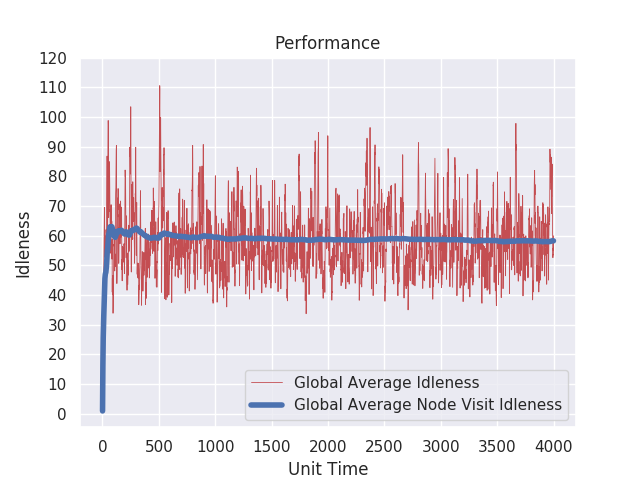 Performance
120
110
100
90
80
70
60
50
40
30
20
10
0
Idleness
Global Average Idleness
Global Average Node Visit Idleness
0 500 1000 1500 2000 2500 3000 3500 4000
Unit Time